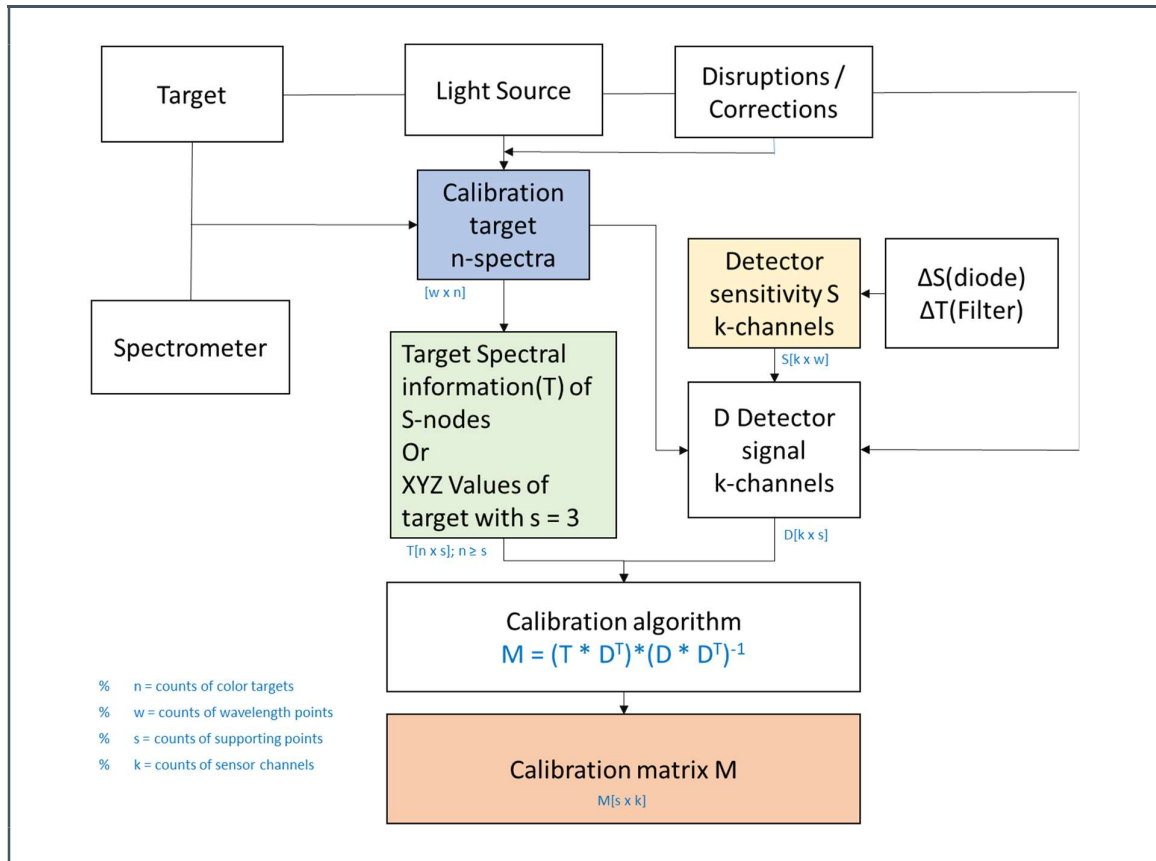 Target
Light Source
Disruptions /
Corrections
Calibration
target
n-spectra
[w x n]
Detector
sensitivity S
k-channels
S[k x w]
ΔS(diode)
ΔT(Filter)
Spectrometer
Target Spectral
information(T) of
S-nodes
Or
XYZ Values of
target with s = 3
T[n x s]; n ≥ s
D Detector
signal
k-channels
D[k x s]
Calibration algorithm
M = (T * Dᵀ)*(D * Dᵀ)⁻¹
% n = counts of color targets
% w = counts of wavelength points
% s = counts of supporting points
% k = counts of sensor channels
Calibration matrix M
M[s x k]